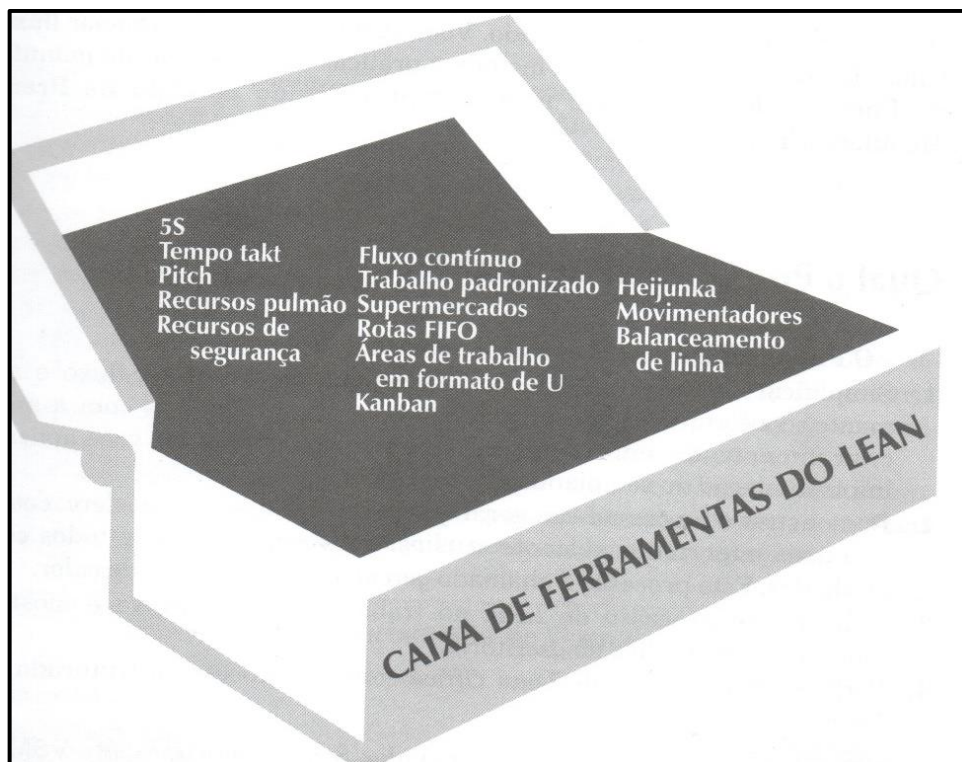 5S
Tempo takt
Pitch
Recursos pulmão
Recursos de
segurança
Fluxo contínuo
Trabalho padronizado
Supermercados
Rotas FIFO
Áreas de trabalho
em formato de U
Kanban
Heijunka
Movimentadores
Balanceamento
de linha
CAIXA DE FERRAMENTAS DO LEAN